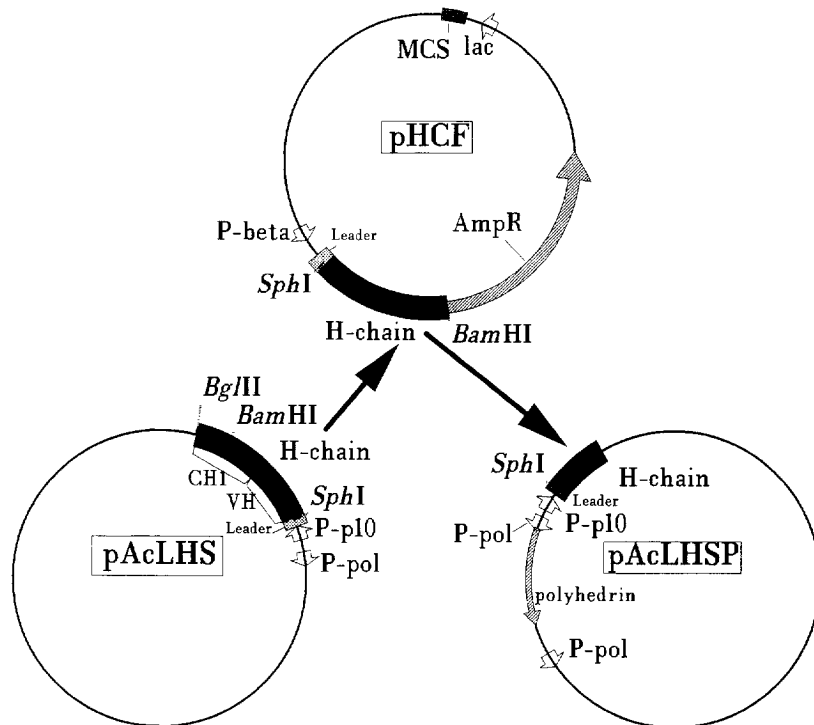 MCS lac
pHCF
AmpR
P-beta
Leader
SphI
H-chain
BamHI
BglII
BamHI
H-chain
CHI
VH
SphI
Leader
P-p10
P-pol
pAcLHS
SphI
H-chain
Leader
P-p10
P-pol
pAcLHSP
polyhedrin
P-pol